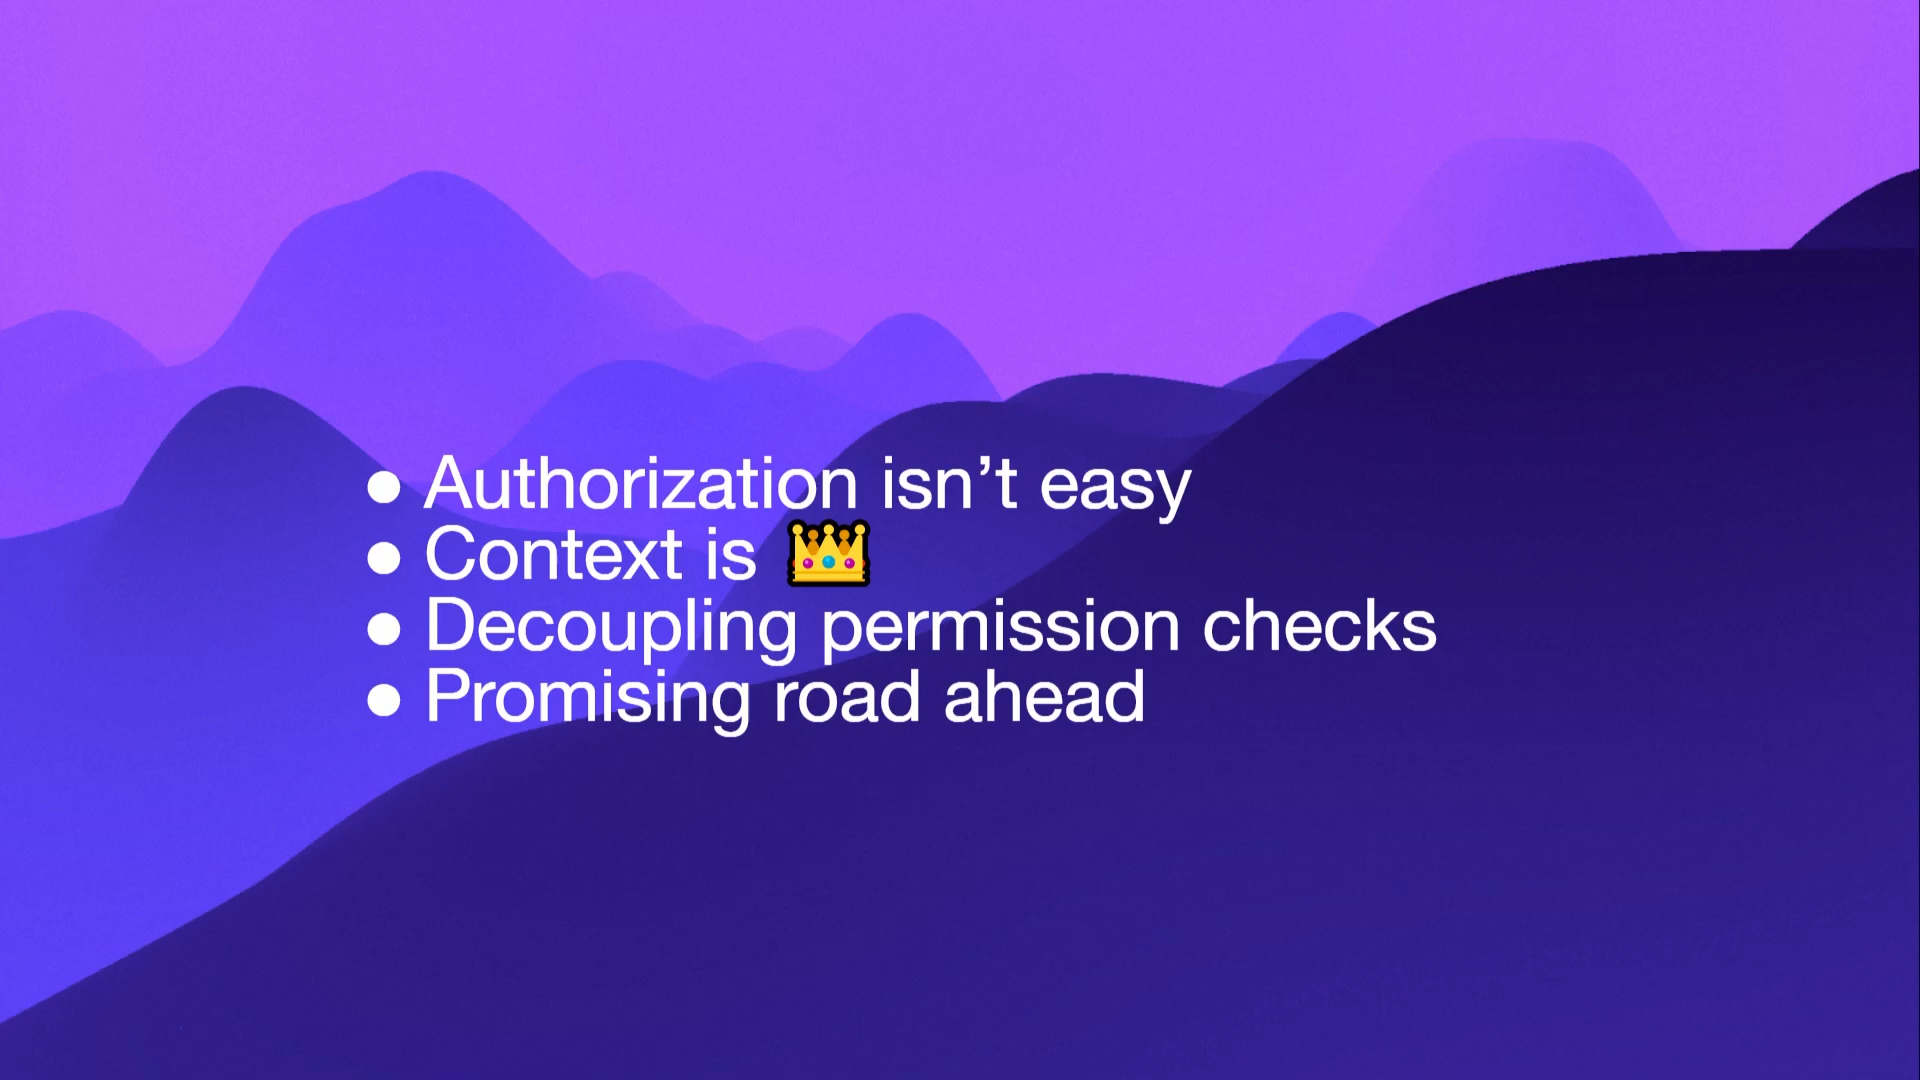 ● Authorization isn’t easy
● Context is 👑
● Decoupling permission checks
● Promising road ahead